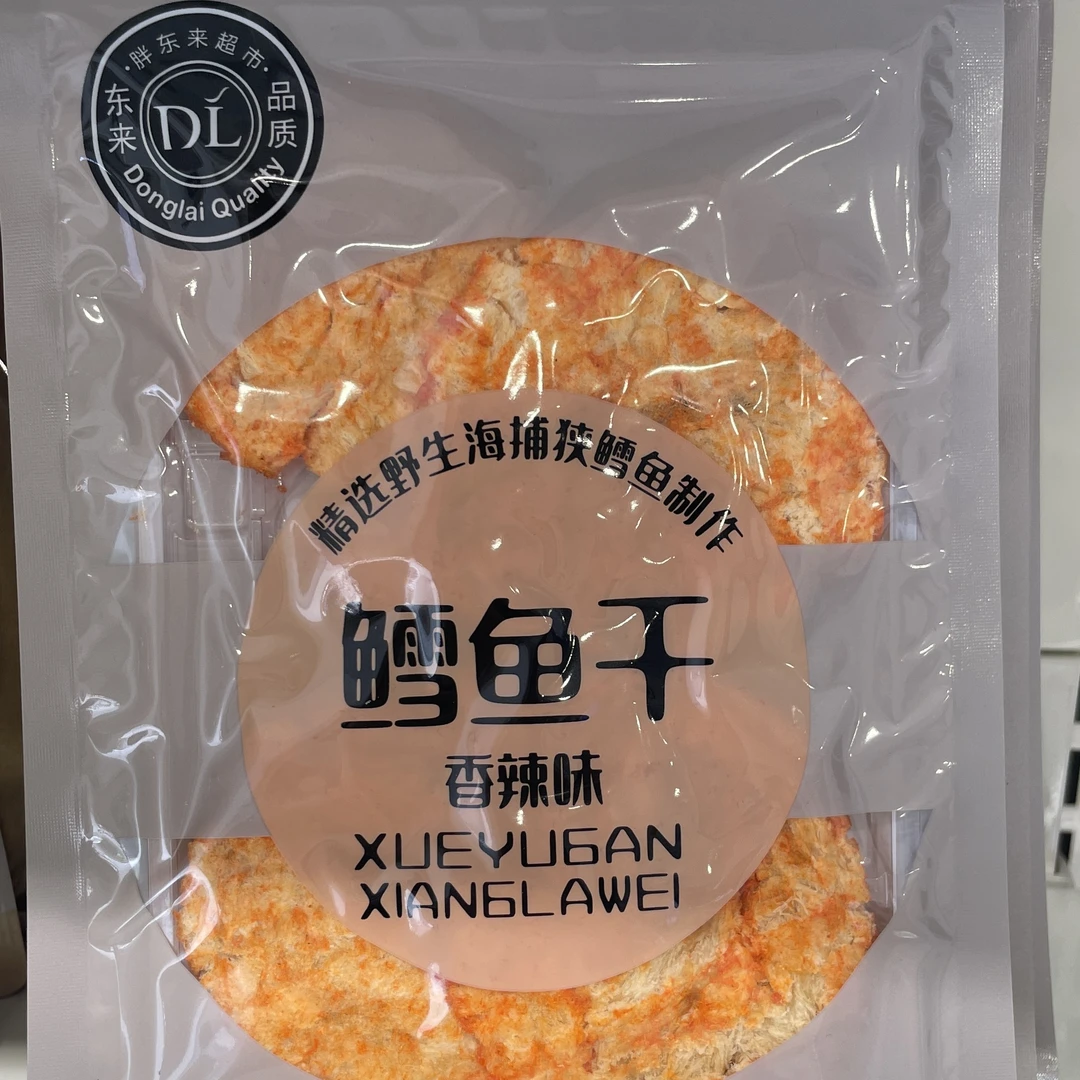 ·胖东来超市·
东来
DL
品质
Donglai Quality
精选野生海捕狭鳕鱼制作
鳕鱼干
香辣味
XUEYUGAN
XIANGLAWEI